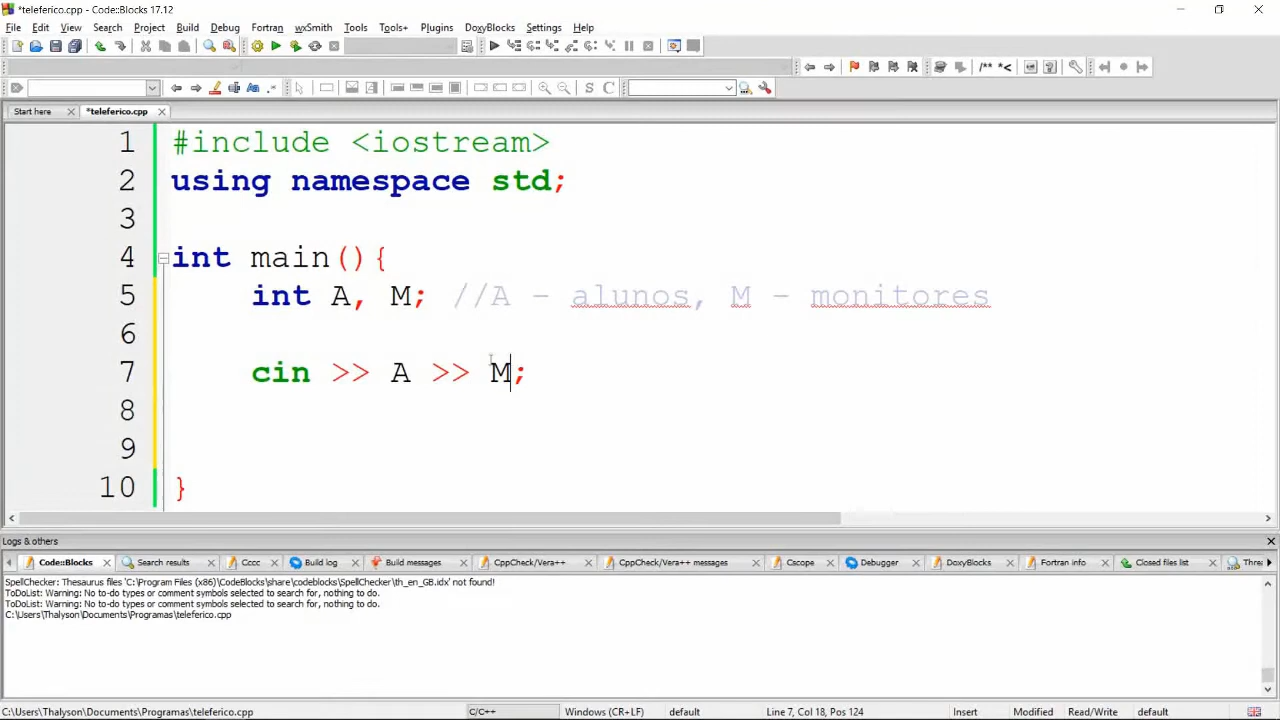 *teleferico.cpp - Code::Blocks 17.12
File Edit View Search Project Build Debug Fortran wxSmith Tools Tools+ Plugins DoxyBlocks Settings Help
/** *<
S C
Start here *teleferico.cpp
1 #include <iostream>
2 using namespace std;
3
4 int main(){
5 int A, M; //A - alunos, M - monitores
6
7 cin >> A >> M;
8
9
10 }
Logs & others
Code::Blocks Search results Cccc Build log Build messages CppCheck/Vera++ CppCheck/Vera++ messages Cscope Debugger DoxyBlocks Fortran info Closed files list Threa
SpellChecker: Thesaurus files 'C:\Program Files (x86)\CodeBlocks\share\codeblocks\SpellChecker\th_en_GB.idx' not found!
ToDoList: Warning: No to-do types or comment symbols selected to search for, nothing to do.
ToDoList: Warning: No to-do types or comment symbols selected to search for, nothing to do.
C:\Users\Thalyson\Documents\Programas\teleferico.cpp
C:\Users\Thalyson\Documents\Programas\teleferico.cpp C/C++ Windows (CR+LF) default Line 7, Col 18, Pos 124 Insert Modified Read/Write default